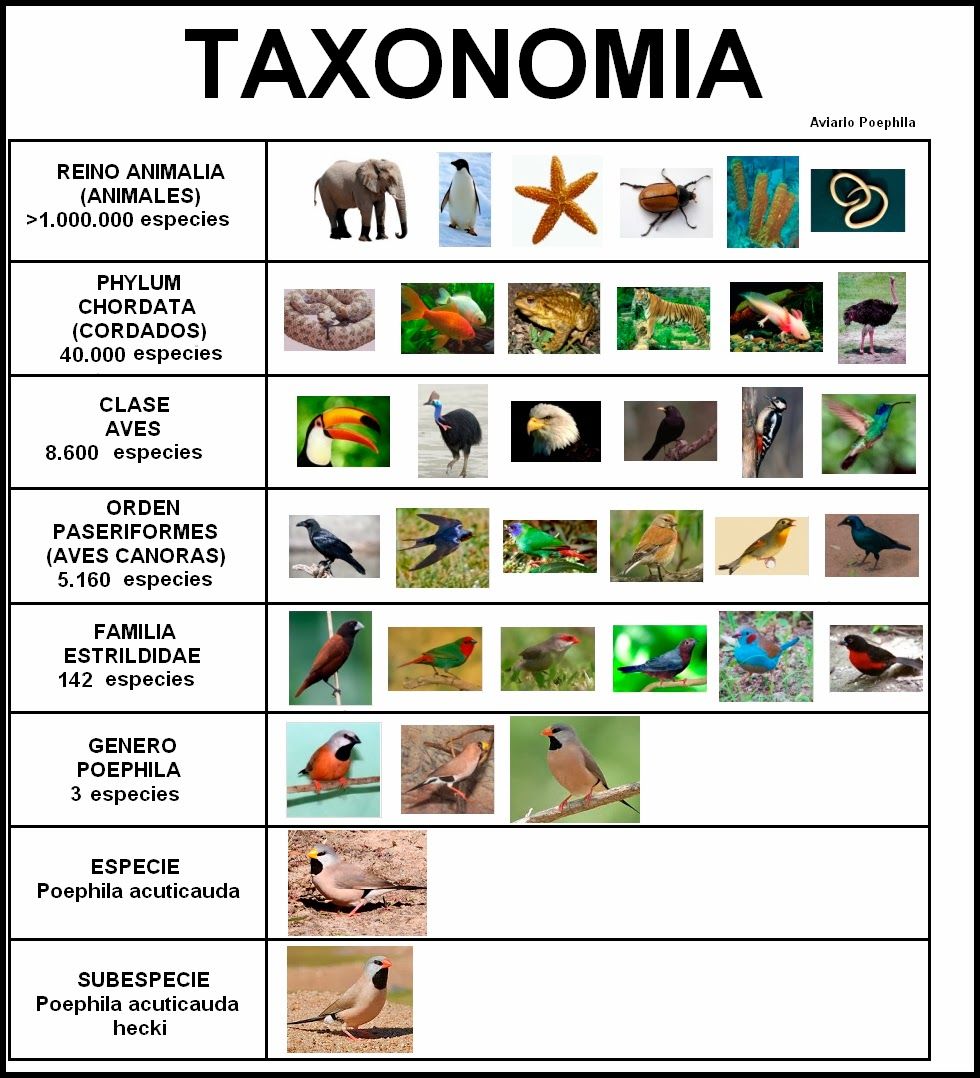 TAXONOMIA
Aviario Poephila
REINO ANIMALIA
(ANIMALES)
>1.000.000 especies
PHYLUM
CHORDATA
(CORDADOS)
40.000 especies
CLASE
AVES
8.600 especies
ORDEN
PASERIFORMES
(AVES CANORAS)
5.160 especies
FAMILIA
ESTRILDIDAE
142 especies
GENERO
POEPHILA
3 especies
ESPECIE
Poephila acuticauda
SUBESPECIE
Poephila acuticauda
hecki